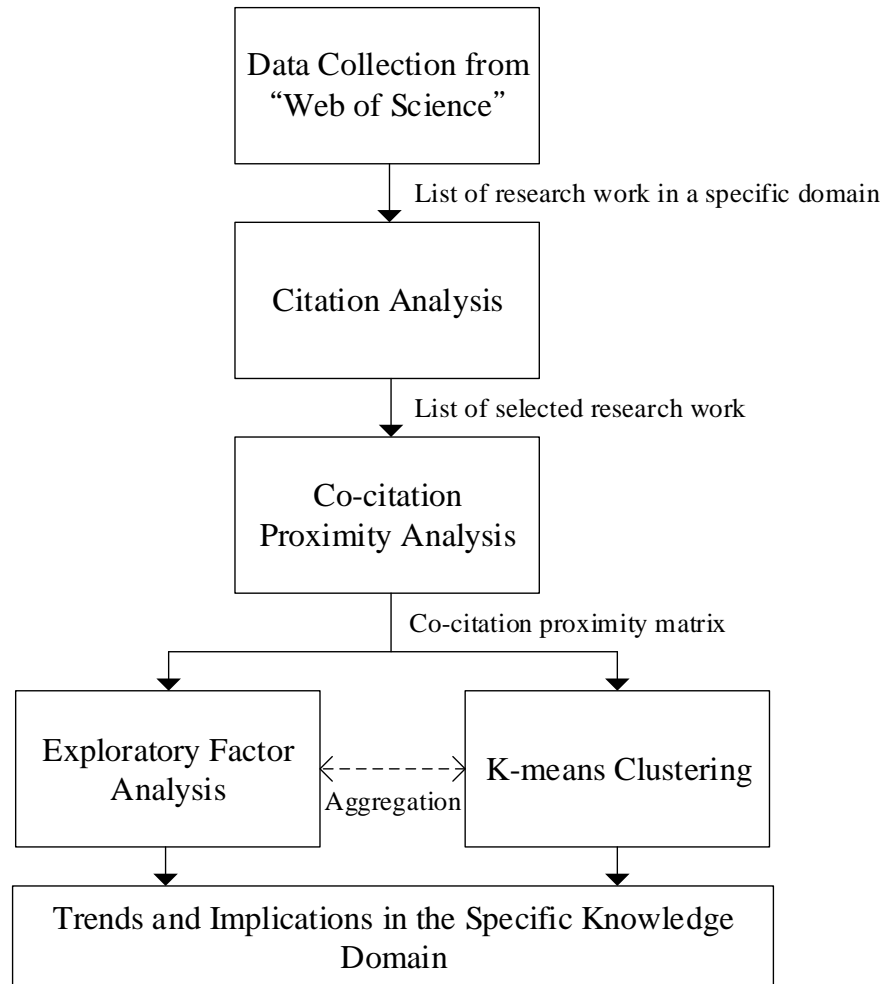 Data Collection from
“Web of Science”
List of research work in a specific domain
Citation Analysis
List of selected research work
Co-citation
Proximity Analysis
Co-citation proximity matrix
Exploratory Factor
Analysis
Aggregation
K-means Clustering
Trends and Implications in the Specific Knowledge
Domain